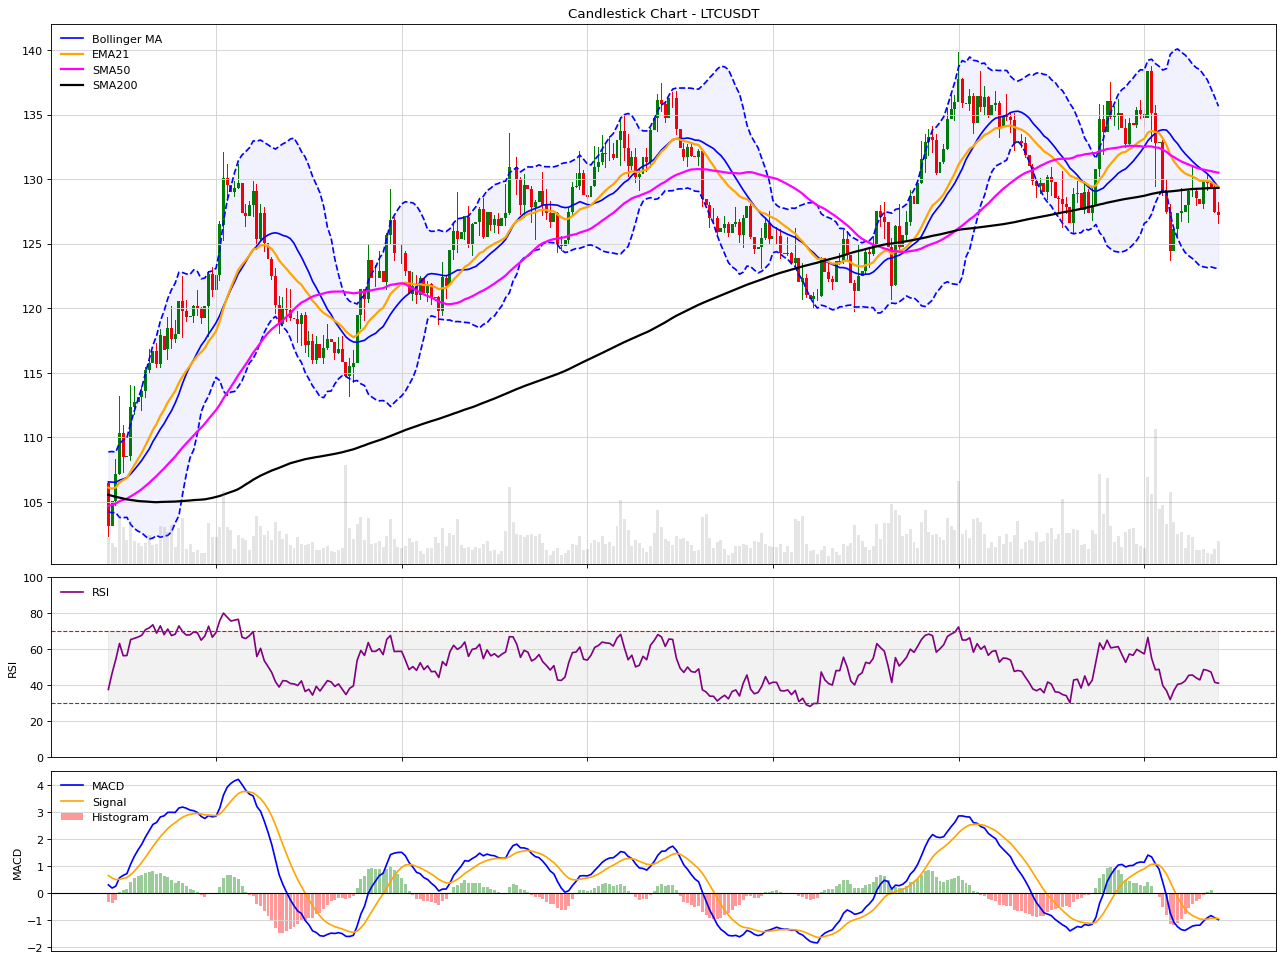 Candlestick Chart - LTCUSDT
Bollinger MA
EMA21
SMA50
SMA200
140
135
130
125
120
115
110
105
RSI
100
80
60
40
20
0
RSI
MACD
Signal
Histogram
4
3
2
1
0
−1
−2
MACD